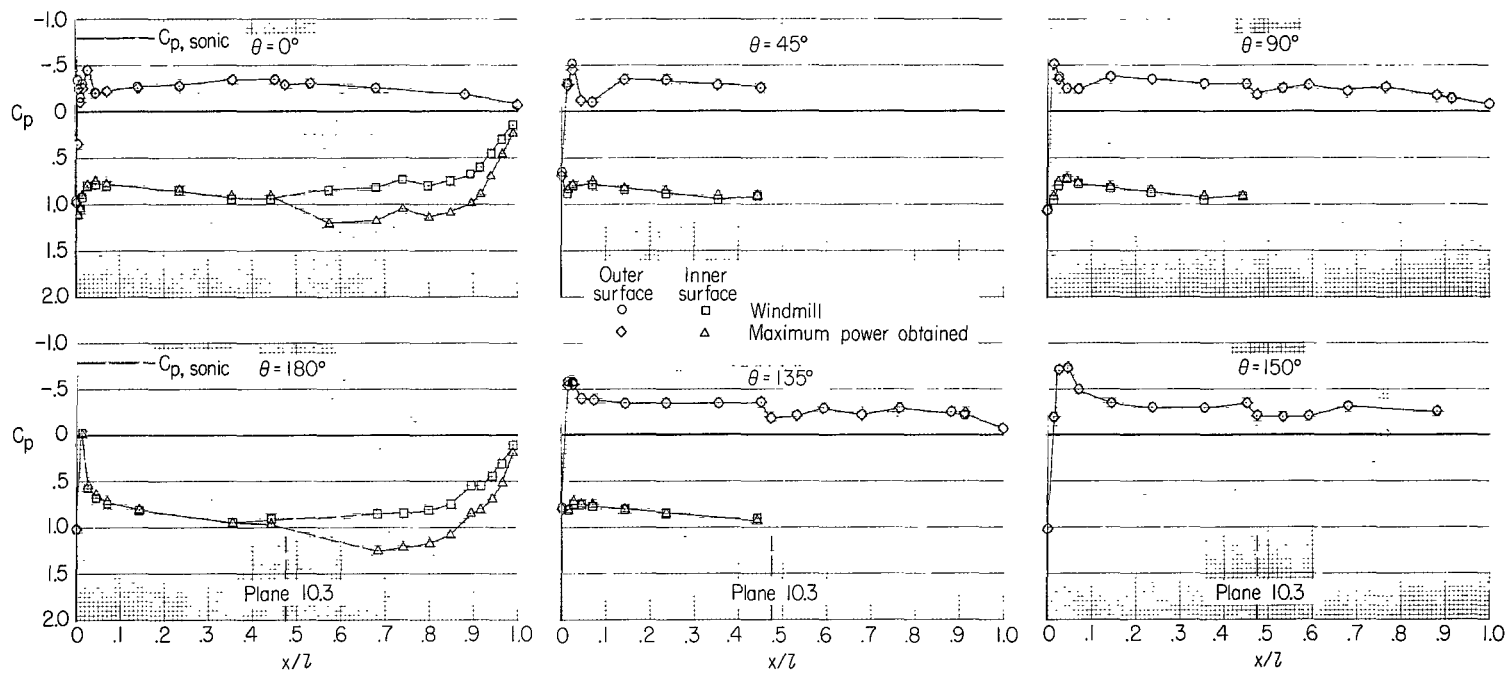 -1.0
-.5
0
.5
1.0
1.5
2.0
Cp
Cp, sonic
θ = 0°
θ = 45°
θ = 90°
Outer surface
Inner surface
Windmill
Maximum power obtained
-1.0
-.5
0
.5
1.0
1.5
2.0
Cp
Cp, sonic
θ = 180°
θ = 135°
θ = 150°
Plane 10.3
Plane 10.3
Plane 10.3
0 .1 .2 .3 .4 .5 .6 .7 .8 .9 1.0
0 .1 .2 .3 .4 .5 .6 .7 .8 .9 1.0
0 .1 .2 .3 .4 .5 .6 .7 .8 .9 1.0
x/l
x/l
x/l